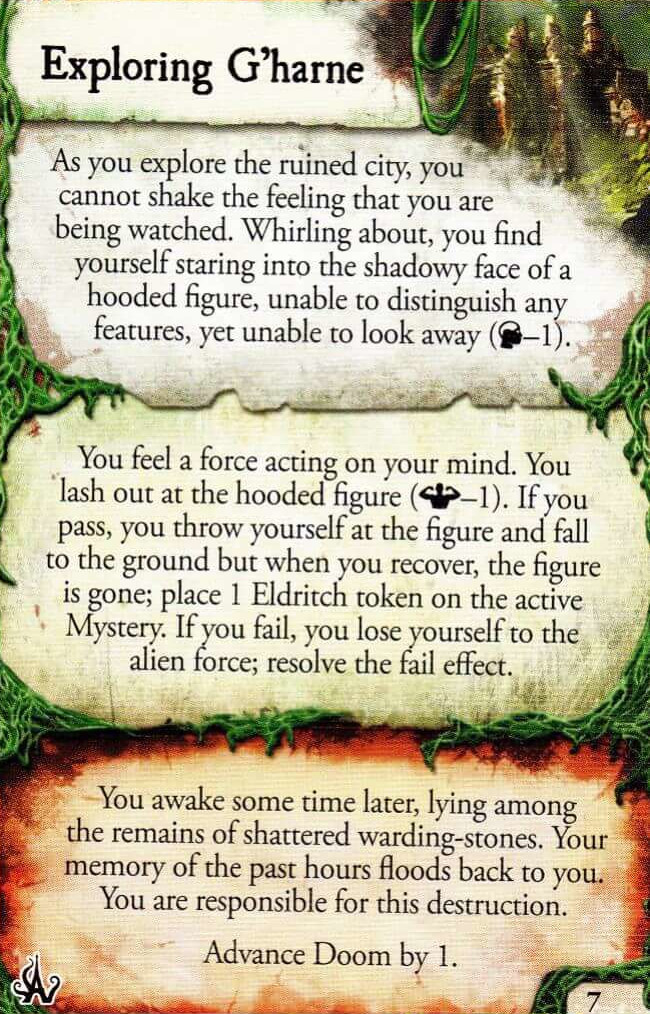 Exploring G'harne
As you explore the ruined city, you
cannot shake the feeling that you are
being watched. Whirling about, you find
yourself staring into the shadowy face of a
hooded figure, unable to distinguish any
features, yet unable to look away (–1).
You feel a force acting on your mind. You
lash out at the hooded figure (–1). If you
pass, you throw yourself at the figure and fall
to the ground but when you recover, the figure
is gone; place 1 Eldritch token on the active
Mystery. If you fail, you lose yourself to the
alien force; resolve the fail effect.
You awake some time later, lying among
the remains of shattered warding-stones. Your
memory of the past hours floods back to you.
You are responsible for this destruction.
Advance Doom by 1.
7